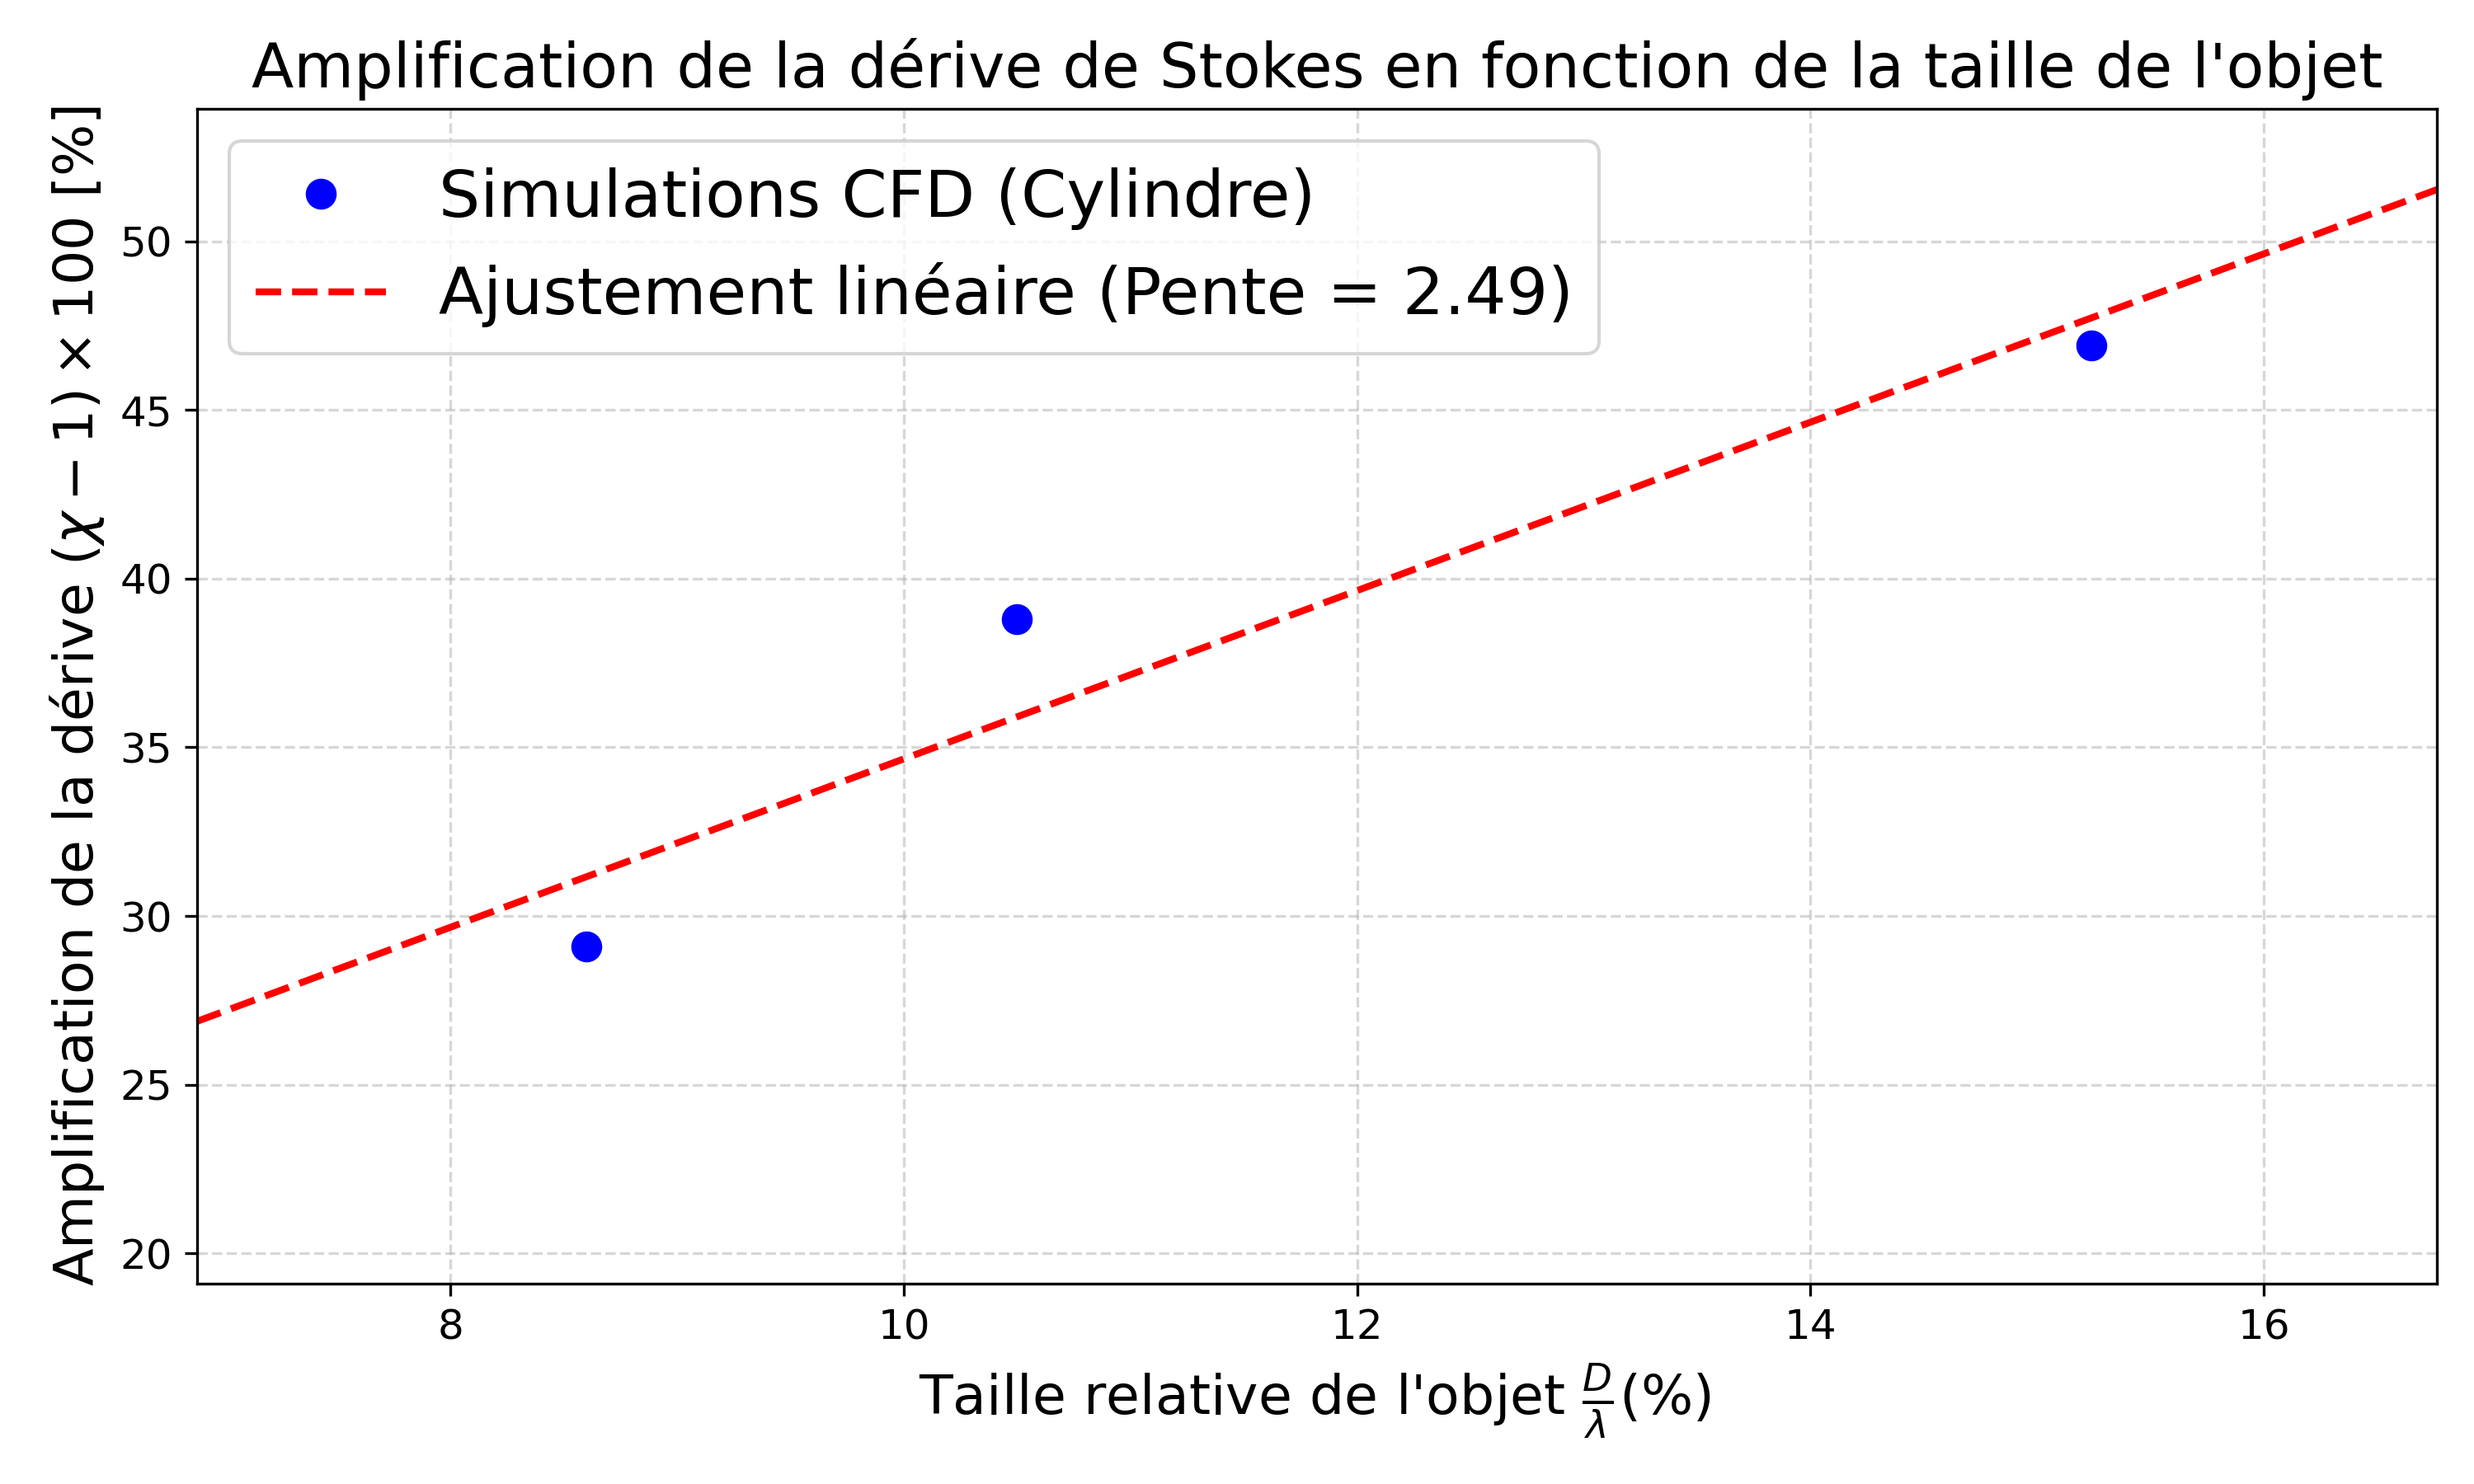 Amplification de la dérive de Stokes en fonction de la taille de l'objet
Amplification de la dérive (χ − 1) × 100 [%]
Simulations CFD (Cylindre)
Ajustement linéaire (Pente = 2.49)
50
45
40
35
30
25
20
8
10
12
14
16
Taille relative de l'objet D/λ (%)